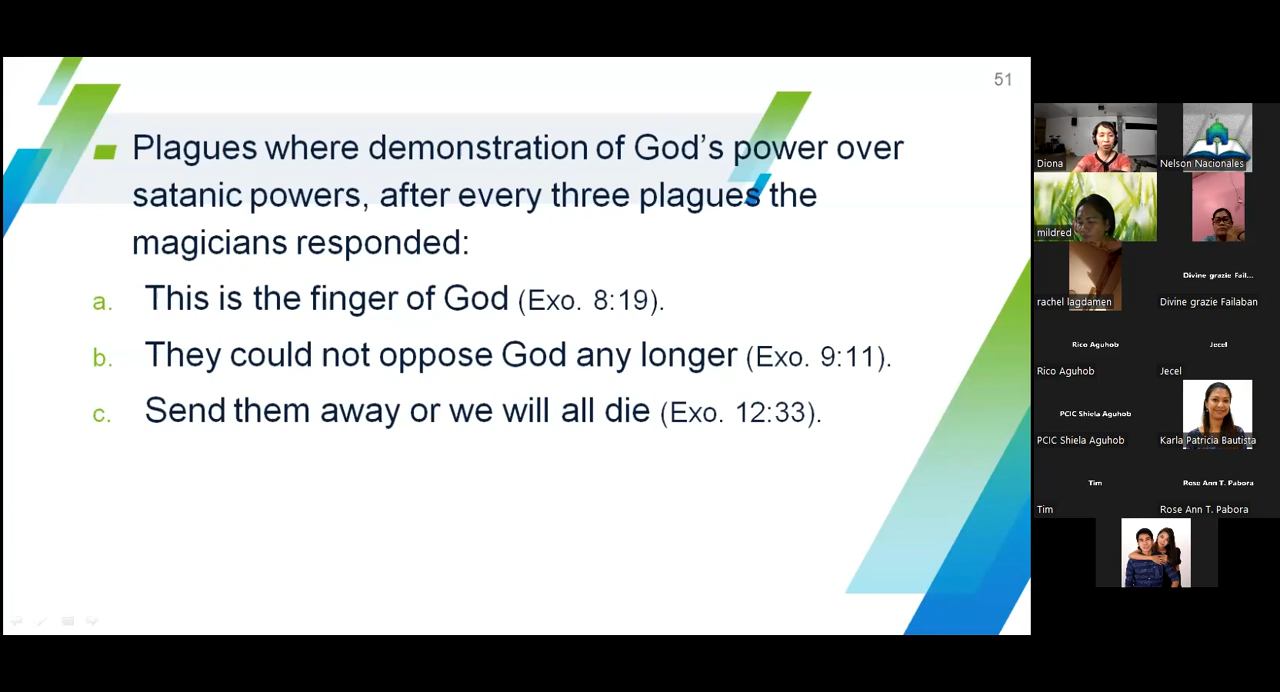 51
Plagues where demonstration of God’s power over
satanic powers, after every three plagues the
magicians responded:
a. This is the finger of God (Exo. 8:19).
b. They could not oppose God any longer (Exo. 9:11).
c. Send them away or we will all die (Exo. 12:33).
Diona
Nelson Nacionales
mildred
rachel lagdamen
Divine grazie Fail...
Divine grazie Failaban
Rico Aguhob
Rico Aguhob
Jecel
Jecel
PCIC Shiela Aguhob
PCIC Shiela Aguhob
Karla Patricia Bautista
Tim
Tim
Rose Ann T. Pabora
Rose Ann T. Pabora